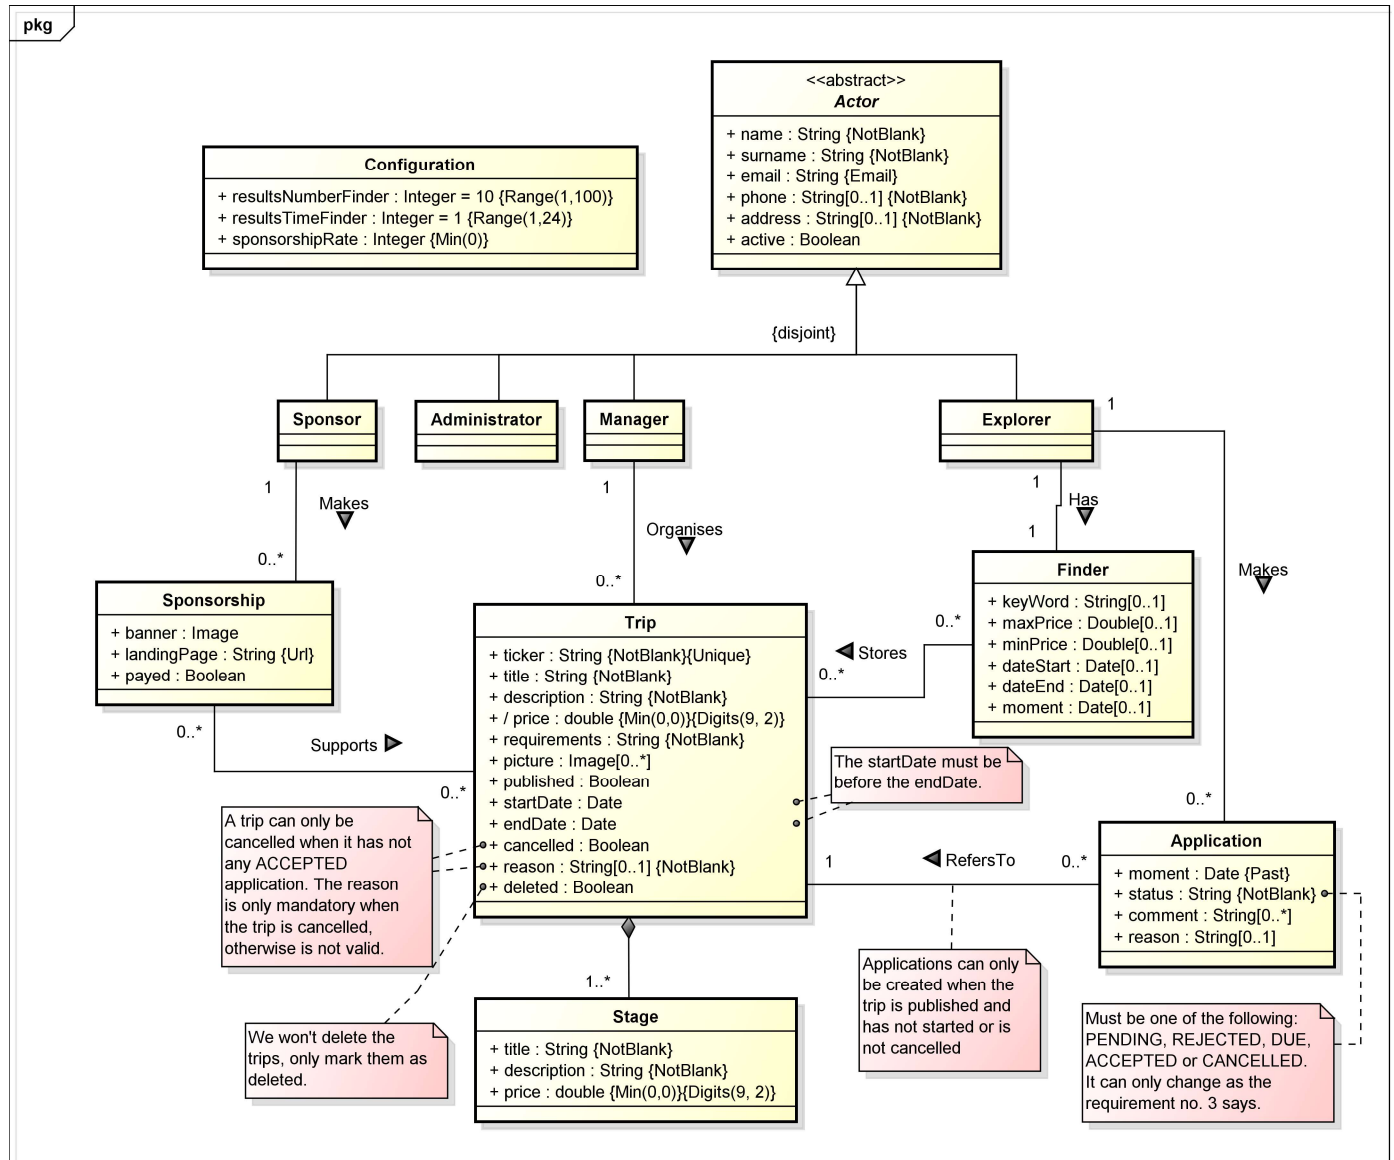 pkg
<<abstract>>
Actor
+ name : String {NotBlank}
+ surname : String {NotBlank}
+ email : String {Email}
+ phone : String[0..1] {NotBlank}
+ address : String[0..1] {NotBlank}
+ active : Boolean
Configuration
+ resultsNumberFinder : Integer = 10 {Range(1,100)}
+ resultsTimeFinder : Integer = 1 {Range(1,24)}
+ sponsorshipRate : Integer {Min(0)}
{disjoint}
Sponsor
Administrator
Manager
Explorer
1
1
Makes
0..*
1
Organises
0..*
1
Has
1
Makes
0..*
Sponsorship
+ banner : Image
+ landingPage : String {Url}
+ payed : Boolean
0..*
Supports
0..*
Trip
+ ticker : String {NotBlank}{Unique}
+ title : String {NotBlank}
+ description : String {NotBlank}
+ / price : double {Min(0,0)}{Digits(9, 2)}
+ requirements : String {NotBlank}
+ picture : Image[0..*]
+ published : Boolean
+ startDate : Date
+ endDate : Date
+ cancelled : Boolean
+ reason : String[0..1] {NotBlank}
+ deleted : Boolean
0..*
Stores
0..*
Finder
+ keyWord : String[0..1]
+ maxPrice : Double[0..1]
+ minPrice : Double[0..1]
+ dateStart : Date[0..1]
+ dateEnd : Date[0..1]
+ moment : Date[0..1]
The startDate must be
before the endDate.
A trip can only be
cancelled when it has not
any ACCEPTED
application. The reason
is only mandatory when
the trip is cancelled,
otherwise is not valid.
1
RefersTo
0..*
Application
+ moment : Date {Past}
+ status : String {NotBlank}
+ comment : String[0..*]
+ reason : String[0..1]
Applications can only
be created when the
trip is published and
has not started or is
not cancelled
Must be one of the following:
PENDING, REJECTED, DUE,
ACCEPTED or CANCELLED.
It can only change as the
requirement no. 3 says.
We won't delete the
trips, only mark them as
deleted.
1..*
Stage
+ title : String {NotBlank}
+ description : String {NotBlank}
+ price : double {Min(0,0)}{Digits(9, 2)}